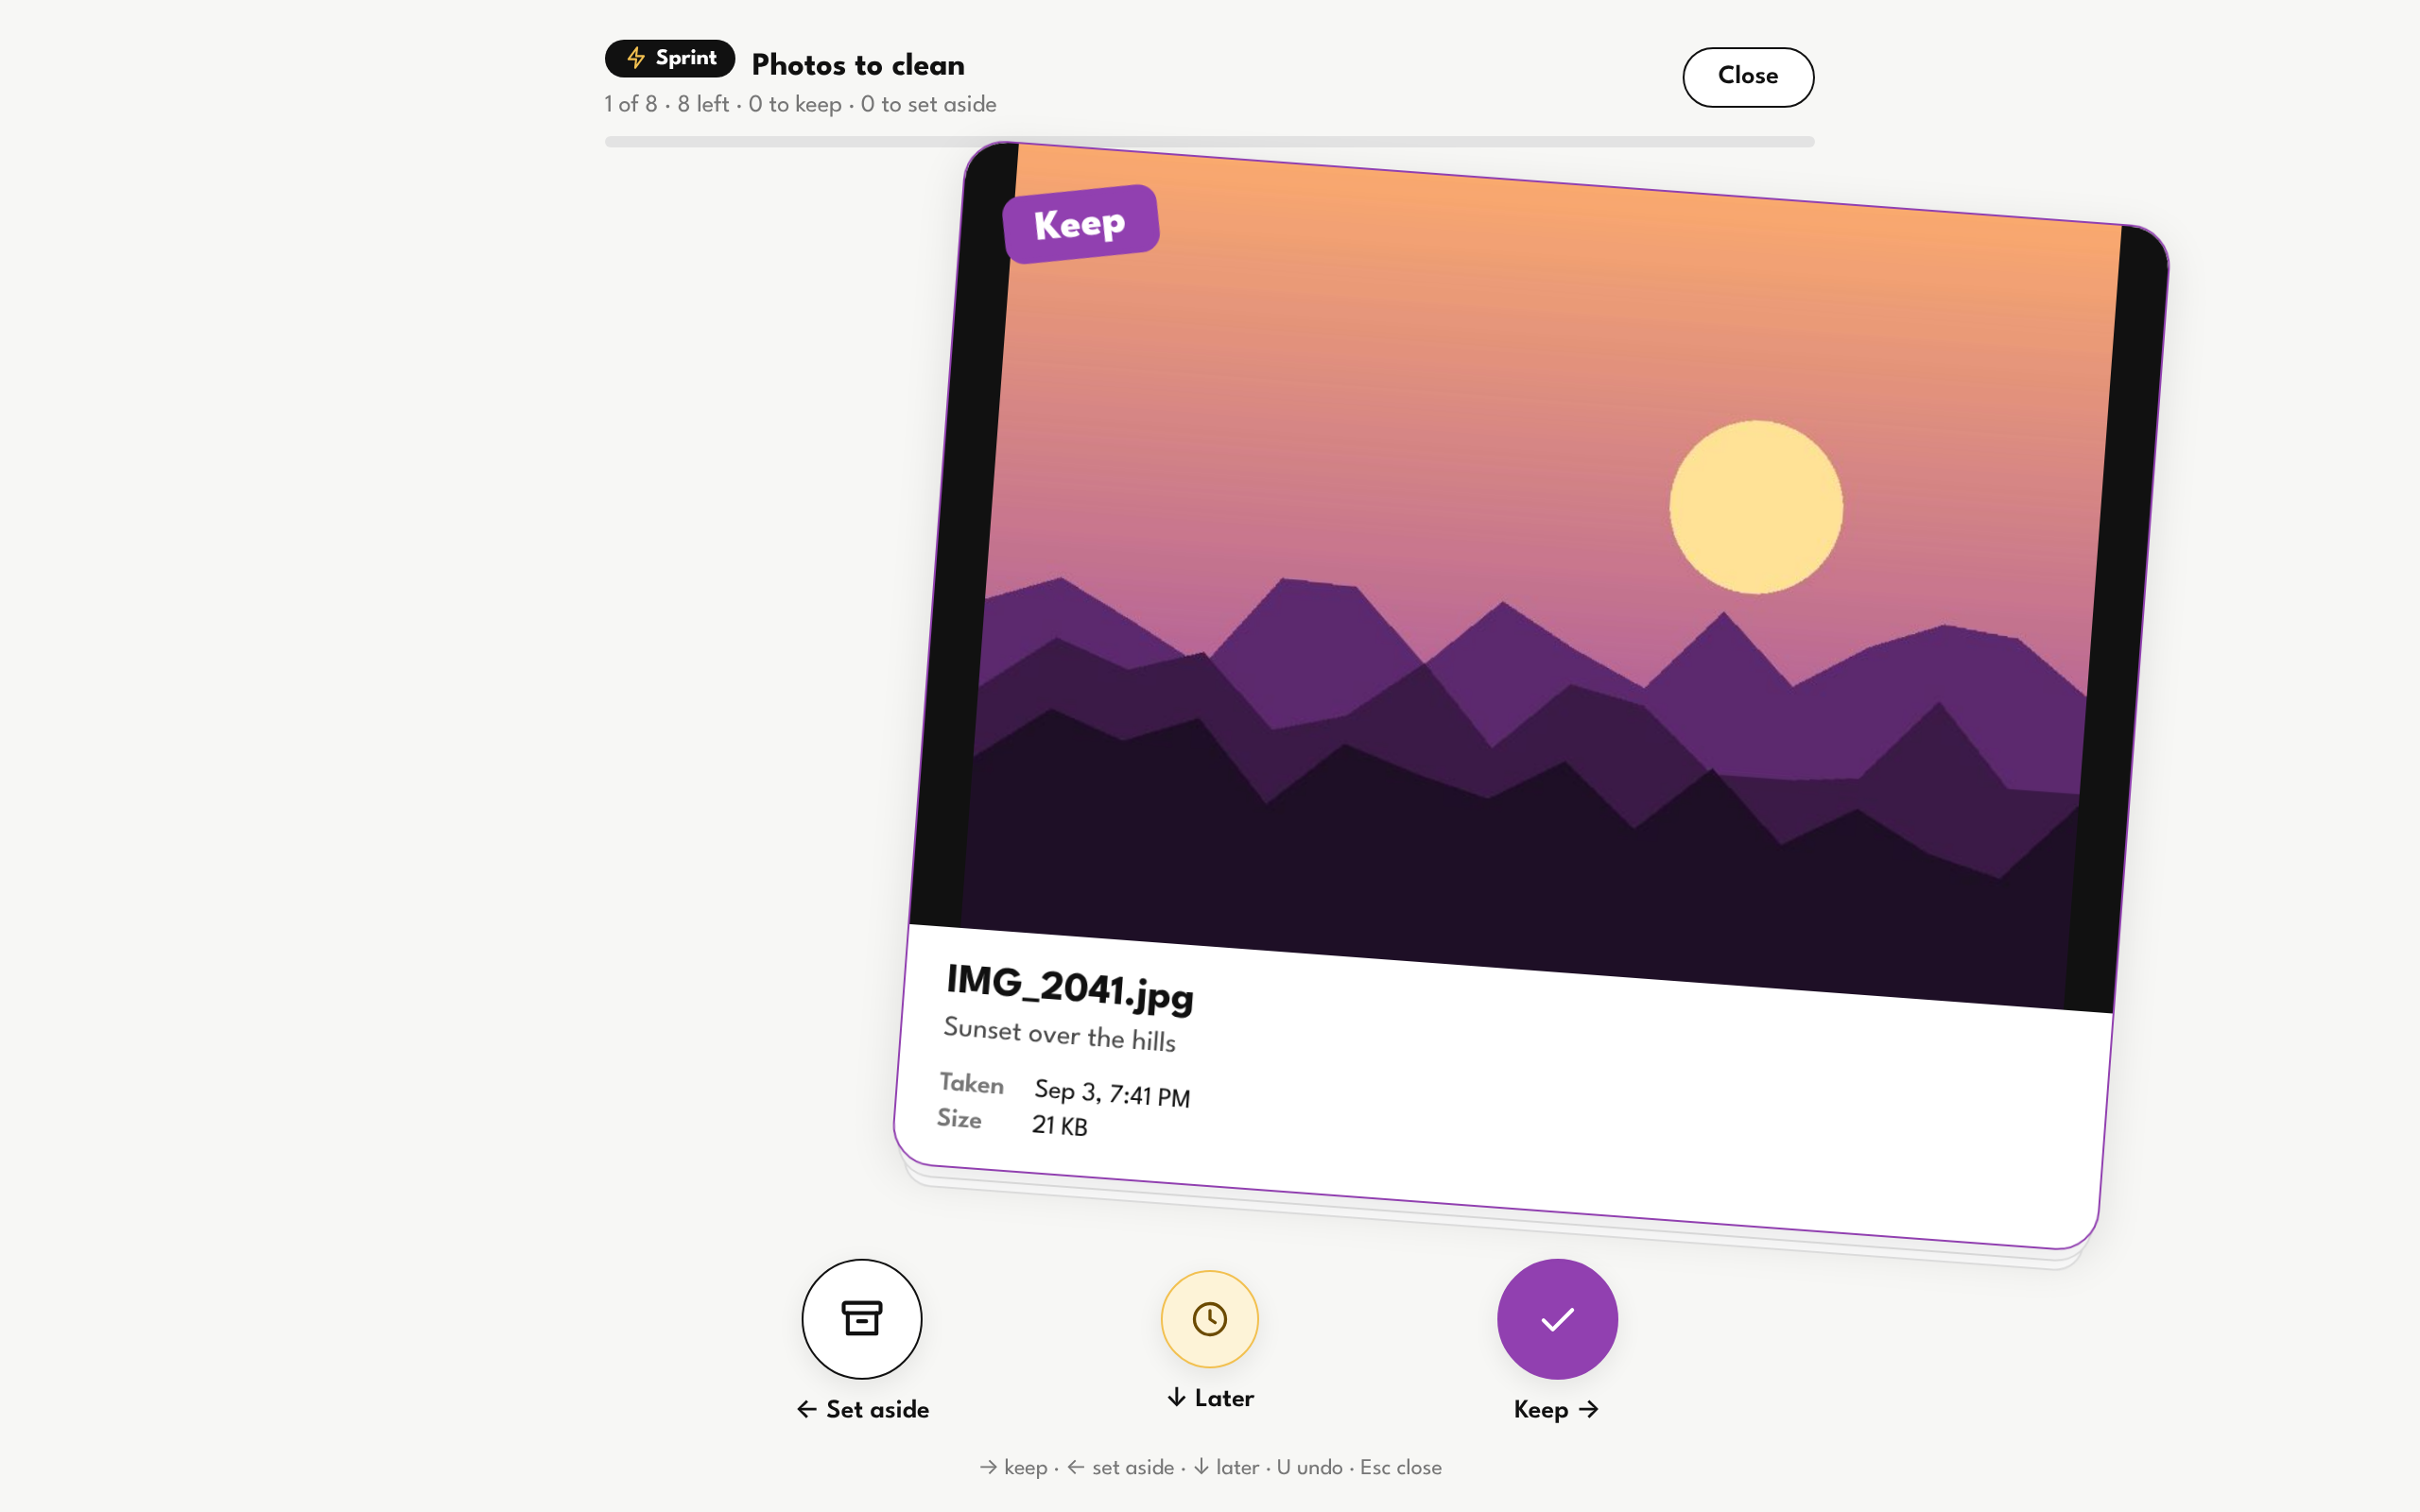 Sprint
Photos to clean
Close
1 of 8 · 8 left · 0 to keep · 0 to set aside
Keep
IMG_2041.jpg
Sunset over the hills
Taken Sep 3, 7:41 PM
Size 21 KB
← Set aside
↓ Later
Keep →
→ keep · ← set aside · ↓ later · U undo · Esc close